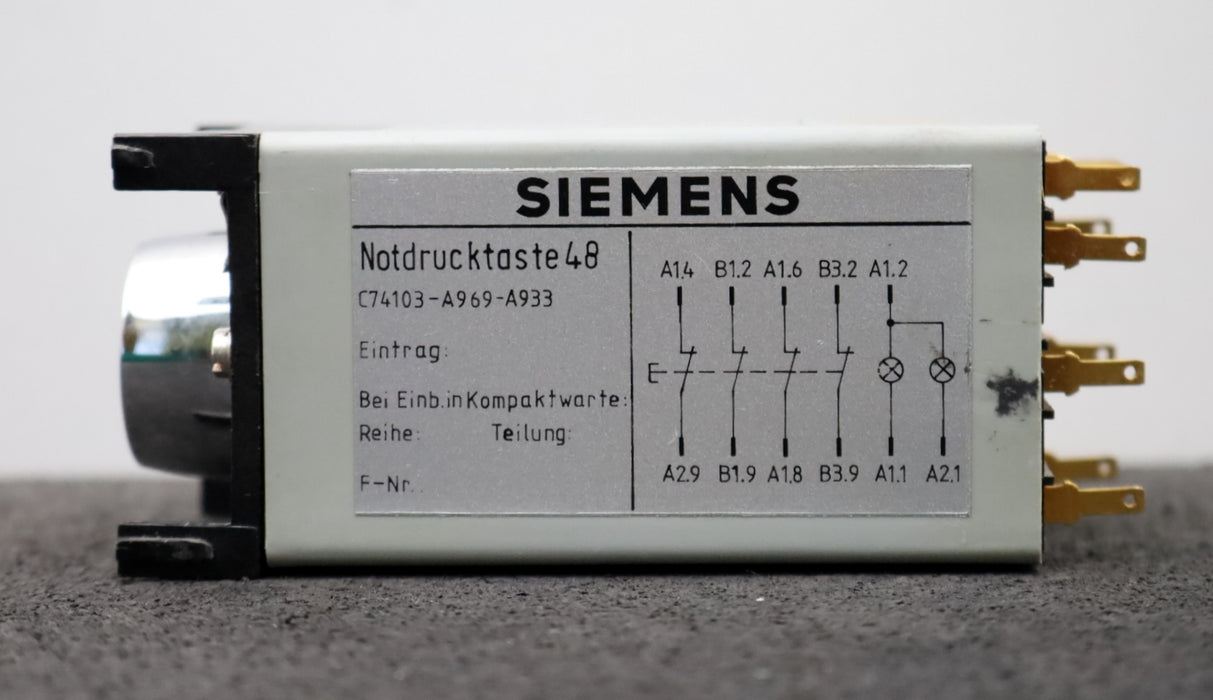 SIEMENS
Notdrucktaste 48
C74103-A969-A933
Eintrag:
Bei Einb.in Kompaktwarte:
Reihe: Teilung:
F-Nr.:
A1.4 B1.2 A1.6 B3.2 A1.2
E
A2.9 B1.9 A1.8 B3.9 A1.1 A2.1